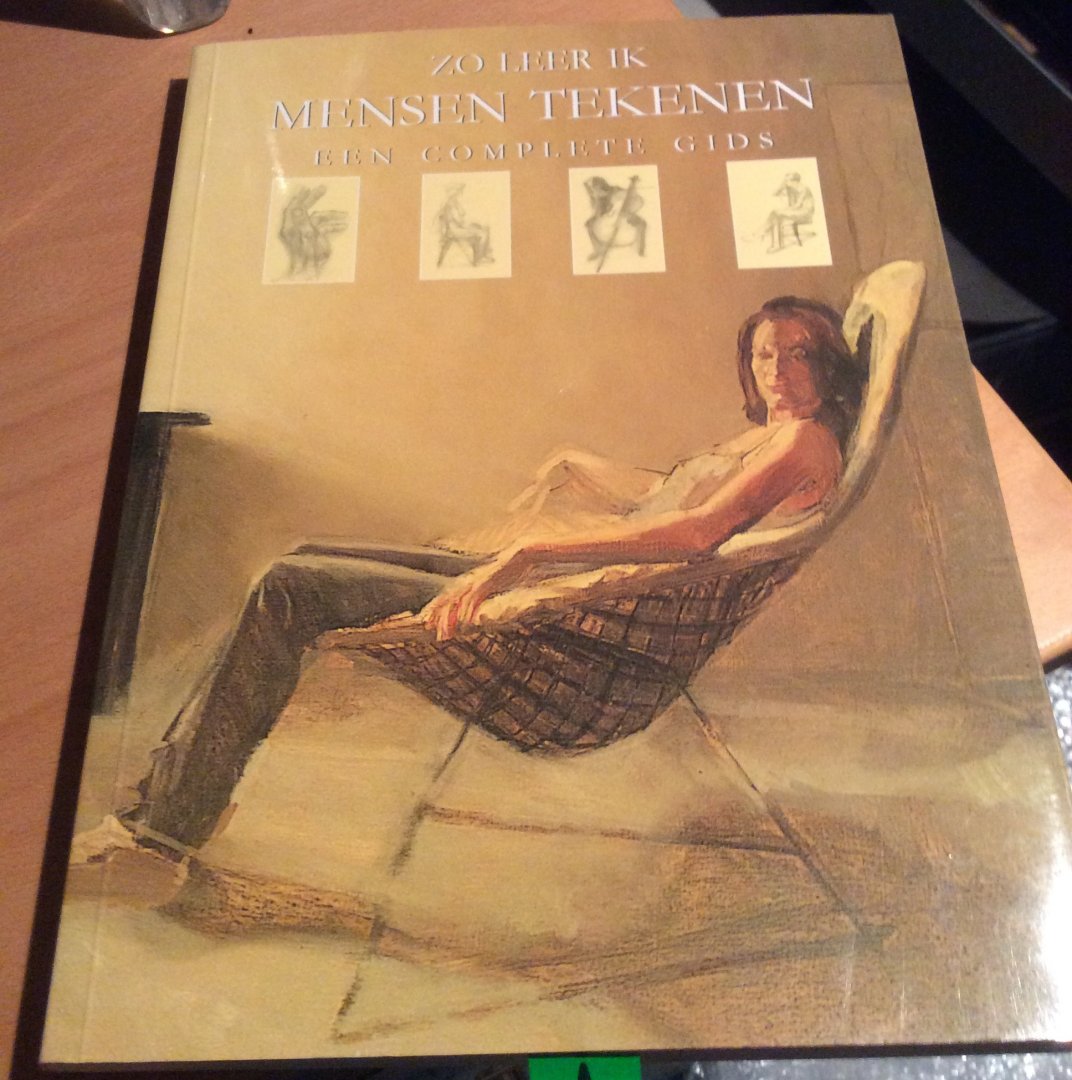 ZO LEER IK
MENSEN TEKENEN
EEN COMPLETE GIDS